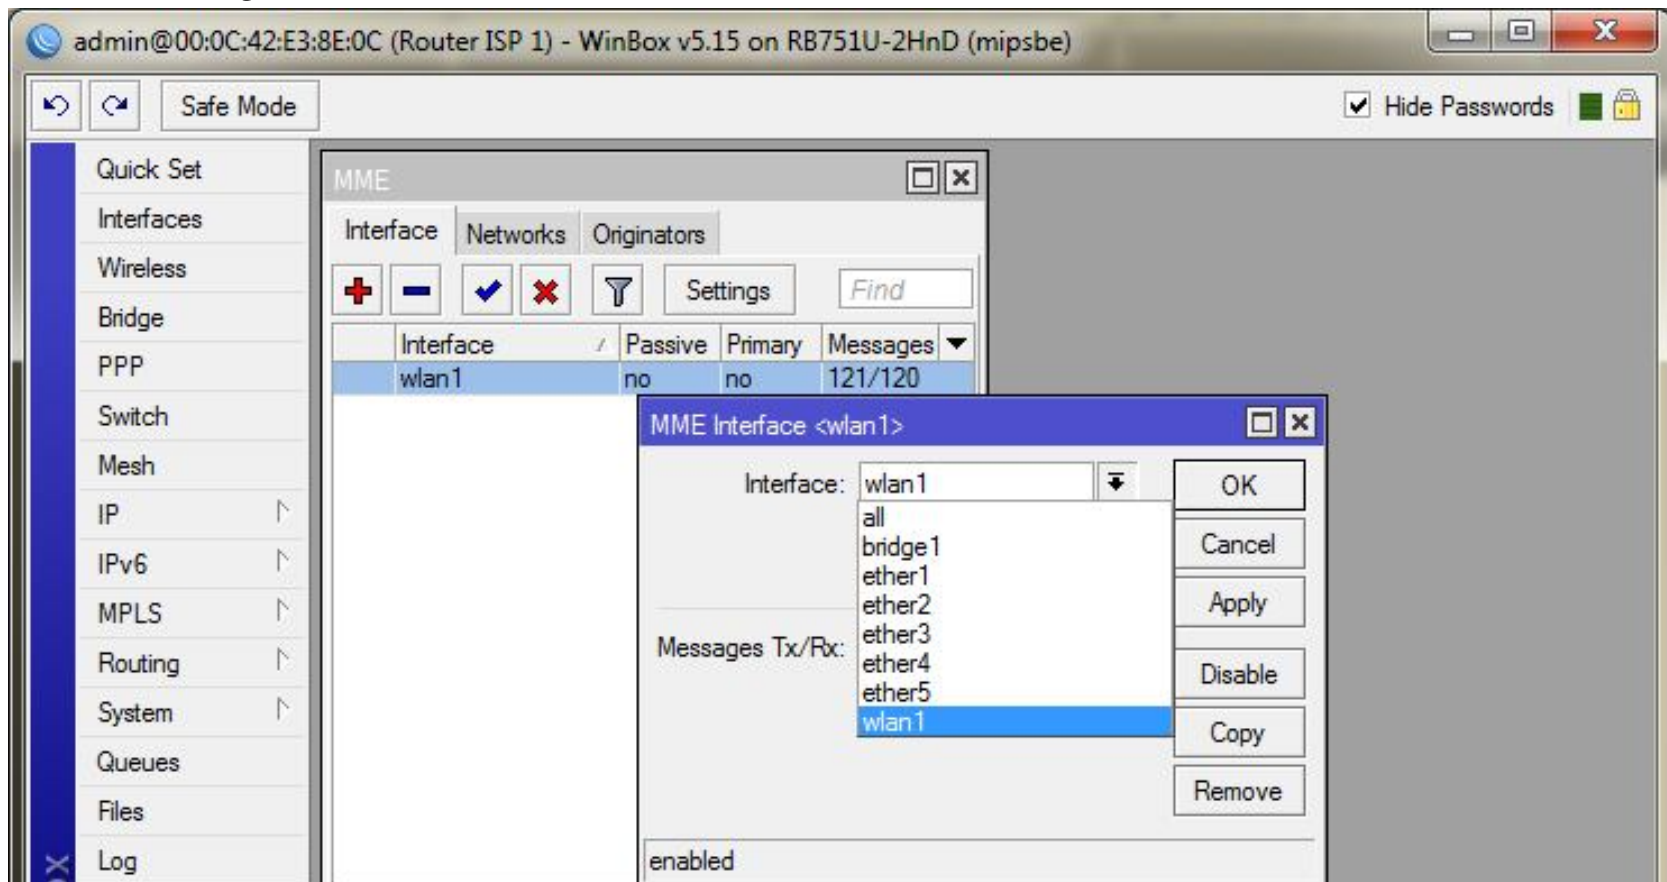 admin@00:0C:42:E3:8E:0C (Router ISP 1) - WinBox v5.15 on RB751U-2HnD (mipsbe)
Safe Mode
Hide Passwords
Quick Set
Interfaces
Wireless
Bridge
PPP
Switch
Mesh
IP
IPv6
MPLS
Routing
System
Queues
Files
Log
MME
Interface Networks Originators
Settings Find
Interface Passive Primary Messages
wlan1 no no 121/120
MME Interface <wlan1>
Interface: wlan1
all
bridge1
ether1
ether2
ether3
ether4
ether5
wlan1
Messages Tx/Rx:
OK
Cancel
Apply
Disable
Copy
Remove
enabled